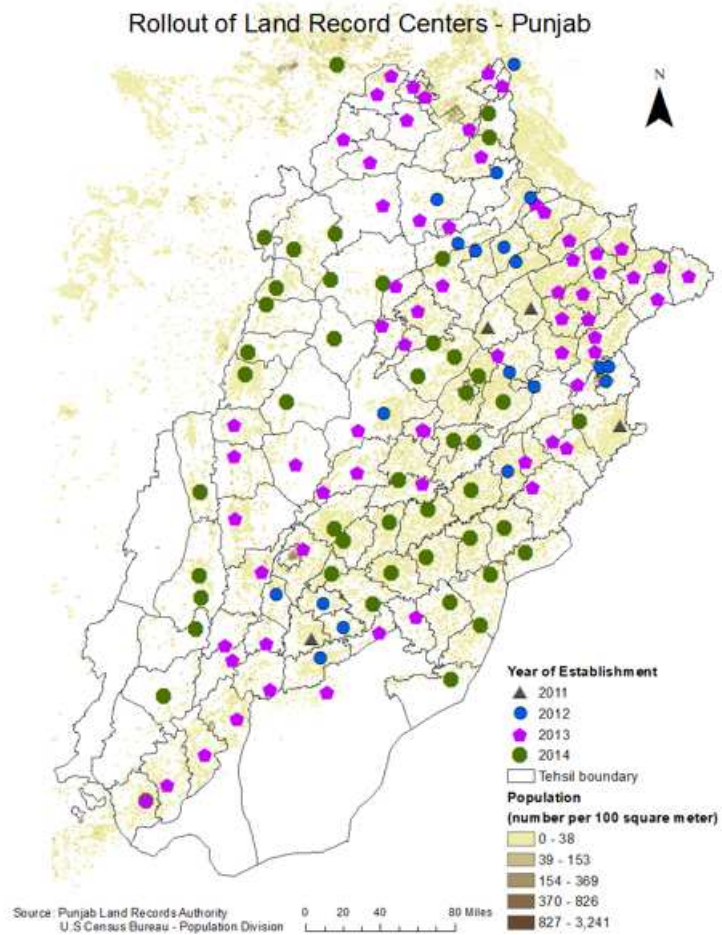 Rollout of Land Record Centers - Punjab
N
Year of Establishment
2011
2012
2013
2014
Tehsil boundary
Population
(number per 100 square meter)
0 - 38
39 - 153
154 - 369
370 - 826
827 - 3,241
Source: Punjab Land Records Authority
U.S Census Bureau - Population Division
0 20 40 80 Miles